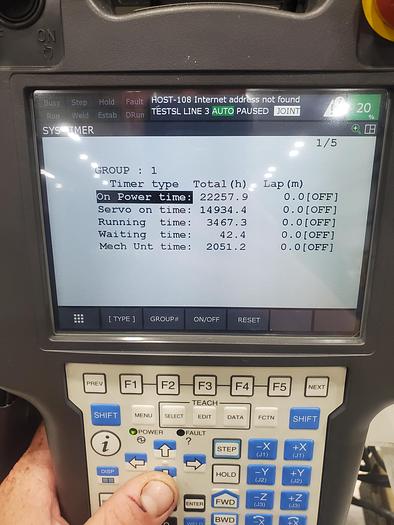 ON
Busy Step Hold Fault
HOST-108 Internet address not found
Run Weld Estab DRun
TESTSL LINE 3 AUTO PAUSED JOINT
20
%
SYS TIMER
1/5
GROUP : 1
Timer type Total(h) Lap(m)
On Power time: 22257.9 0.0[OFF]
Servo on time: 14934.4 0.0[OFF]
Running time: 3467.3 0.0[OFF]
Waiting time: 42.4 0.0[OFF]
Mech Unt time: 2051.2 0.0[OFF]
[ TYPE ] GROUP# ON/OFF RESET
PREV F1 F2 F3 F4 F5 NEXT
TEACH
SHIFT MENU SELECT EDIT DATA FCTN SHIFT
POWER FAULT
i ? STEP -X (J1) +X (J1)
DISP HOLD -Y (J2) +Y (J2)
ENTER FWD -Z (J3) +Z (J3)
BWD